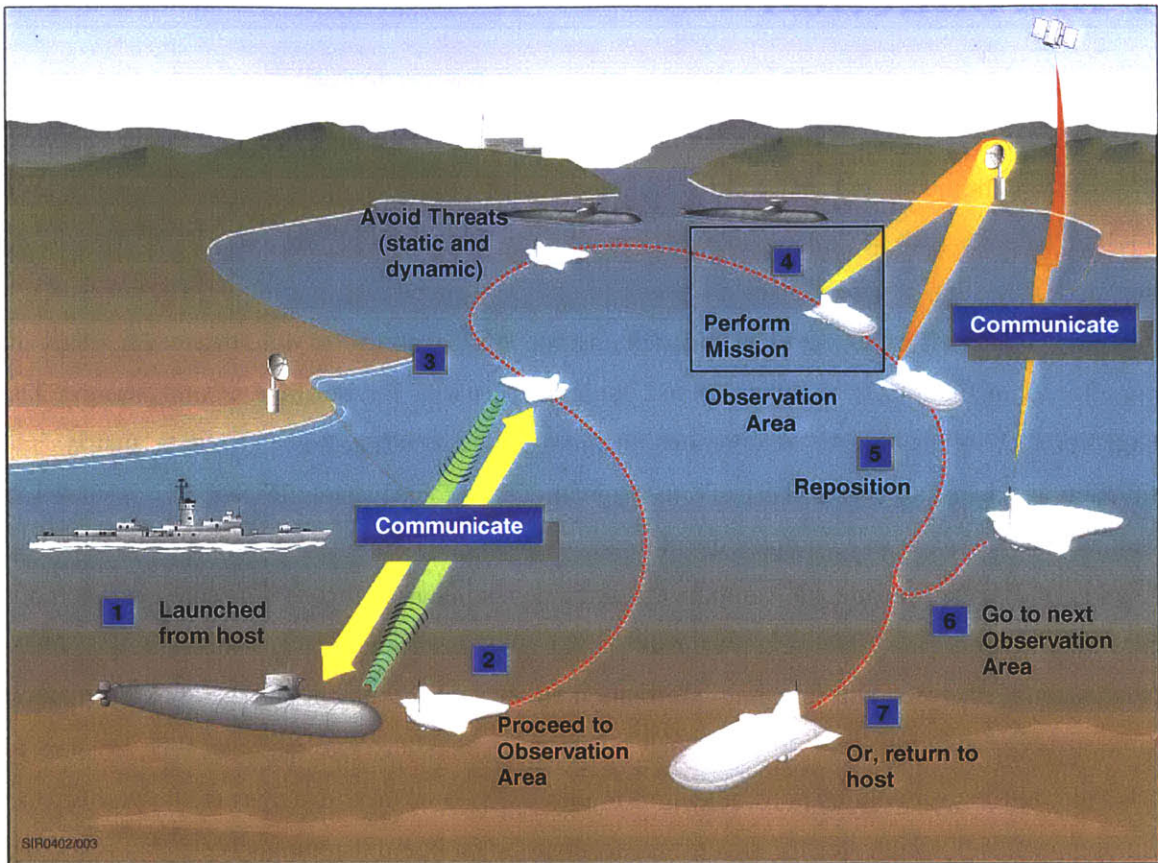 Avoid Threats
(static and
dynamic)
4
Perform
Mission
Communicate
3
Observation
Area
5
Reposition
Communicate
1
Launched
from host
2
Proceed to
Observation
Area
6
Go to next
Observation
Area
7
Or, return to
host
SIR0402/003